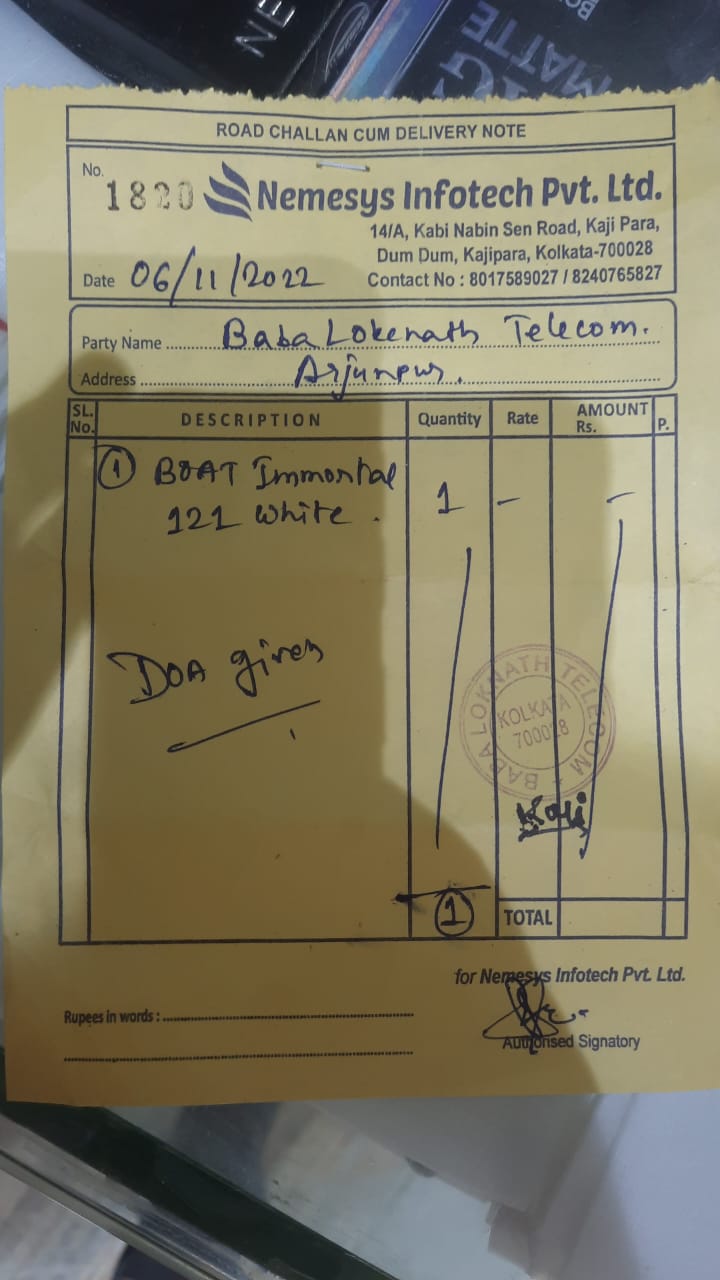 NE
MATTE
ROAD CHALLAN CUM DELIVERY NOTE
No. 1820
Nemesys Infotech Pvt. Ltd.
14/A, Kabi Nabin Sen Road, Kaji Para,
Dum Dum, Kajipara, Kolkata-700028
Contact No : 8017589027 / 8240765827
Date 06/11/2022
Party Name Baba Lokenath Telecom.
Address Arjunpur.
SL. No. DESCRIPTION Quantity Rate AMOUNT Rs. P.
① BOAT Immortal 1 – –
121 White .
DOA given
BABA LOKNATH TELECOM
KOLKATA
700028
① TOTAL
for Nemesys Infotech Pvt. Ltd.
Rupees in words :
Authorised Signatory